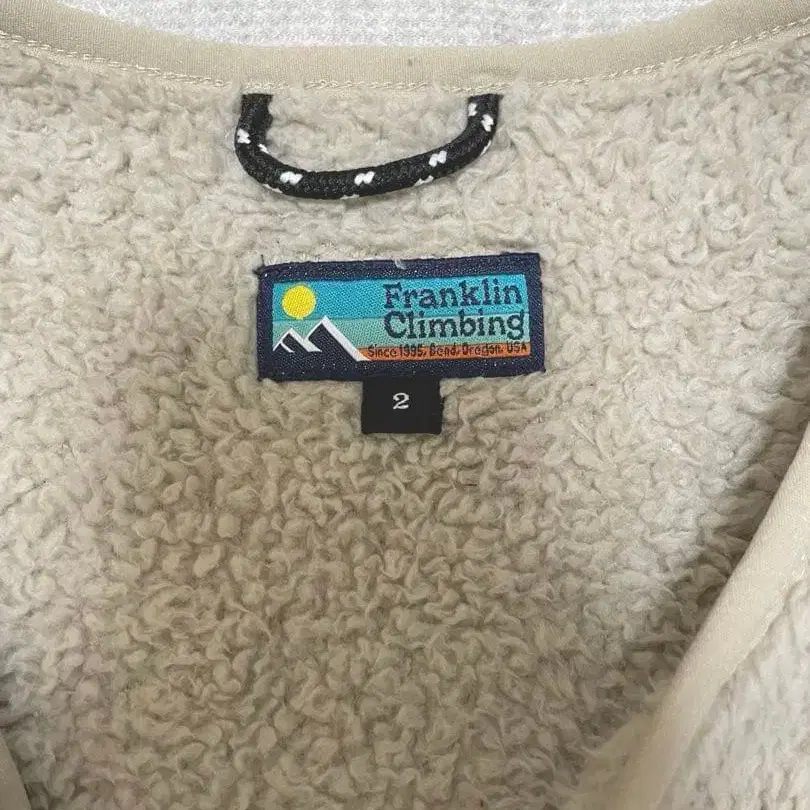 Franklin
Climbing
Since 1995, Bend, Oregon, USA
2